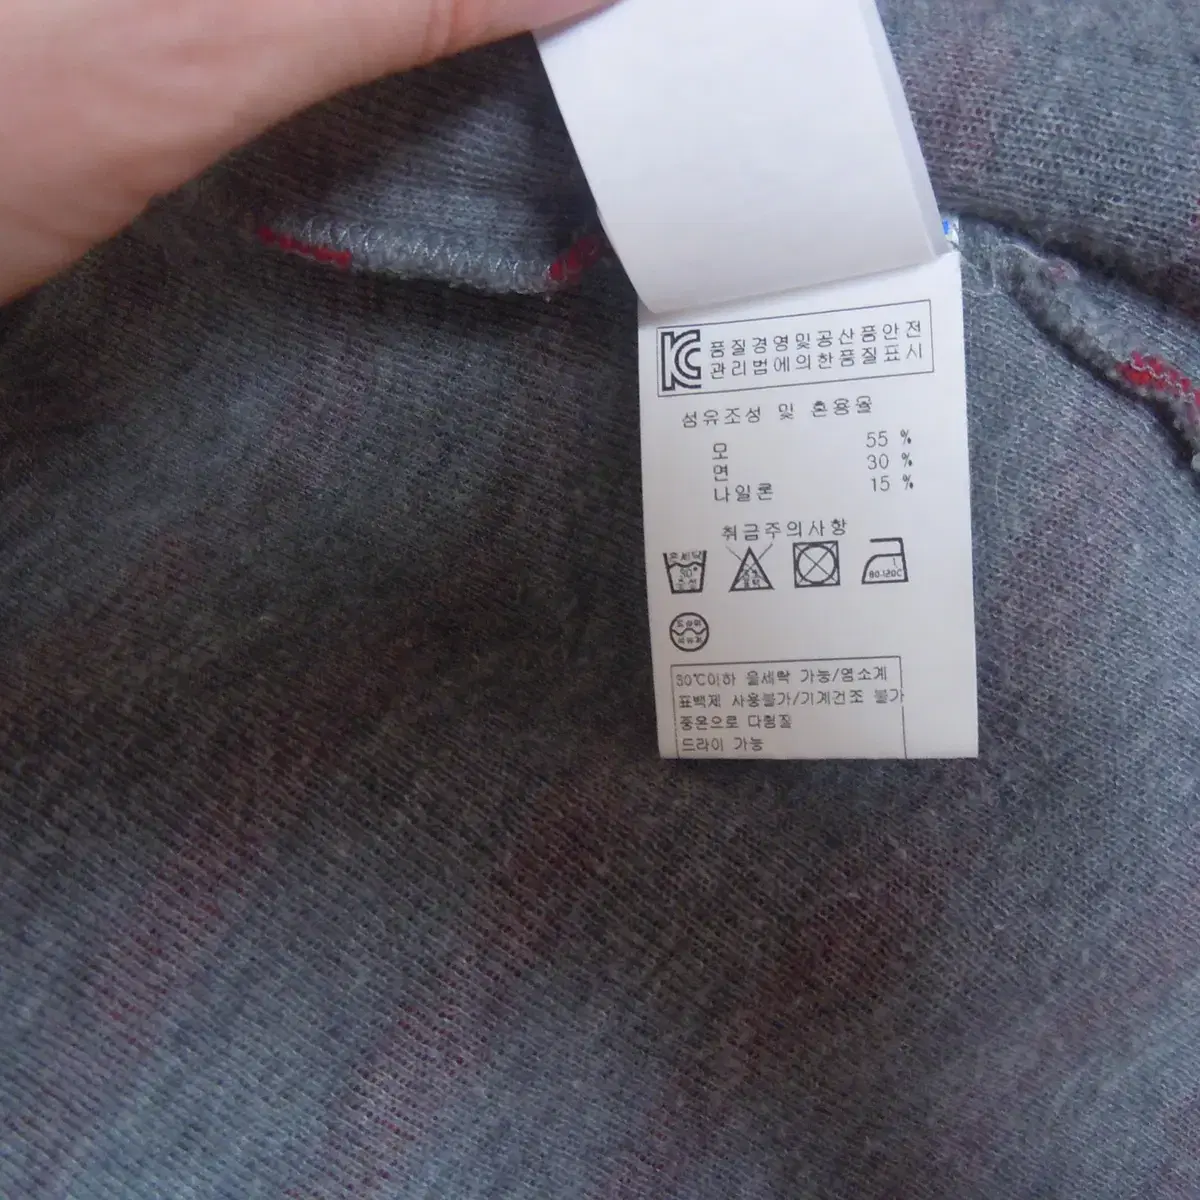 KC 품질경영및공산품안전
관리법에의한품질표시
섬유조성 및 혼용율
모 55 %
면 30 %
나일론 15 %
취급주의사항
30°
80-120C
30℃이하 울세탁 가능/염소계
표백제 사용불가/기계건조 불가
중온으로 다림질
드라이 가능